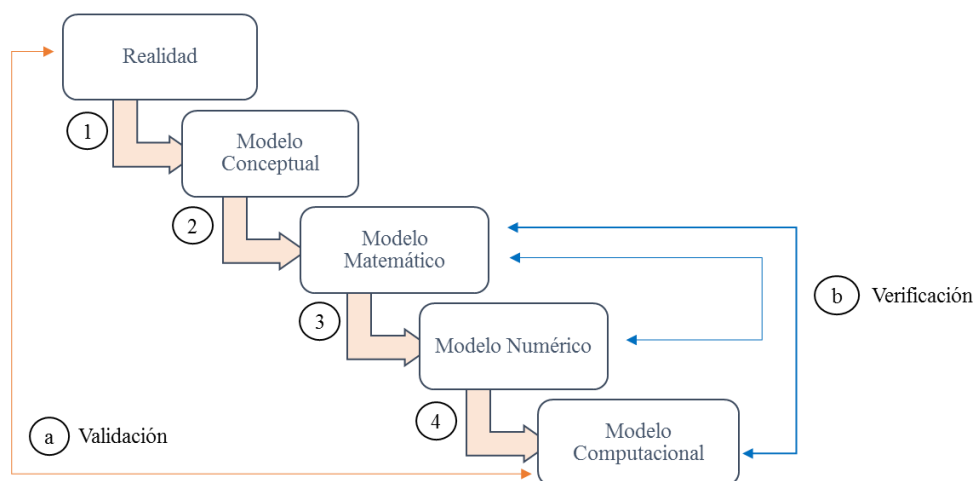 Realidad
1
Modelo
Conceptual
2
Modelo
Matemático
b Verificación
3
Modelo Numérico
4
a Validación
Modelo
Computacional